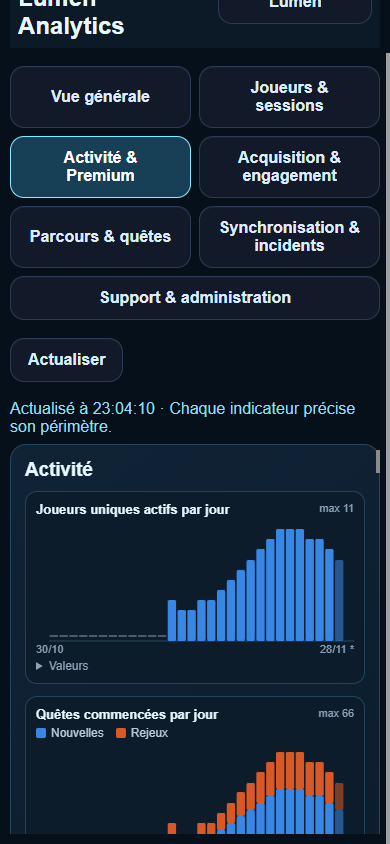 Lumen
Analytics
Lumen
Vue générale
Joueurs &
sessions
Activité &
Premium
Acquisition &
engagement
Parcours & quêtes
Synchronisation &
incidents
Support & administration
Actualiser
Actualisé à 23:04:10 · Chaque indicateur précise
son périmètre.
Activité
Joueurs uniques actifs par jour
max 11
30/10
28/11 *
Valeurs
Quêtes commencées par jour
max 66
Nouvelles
Rejeux